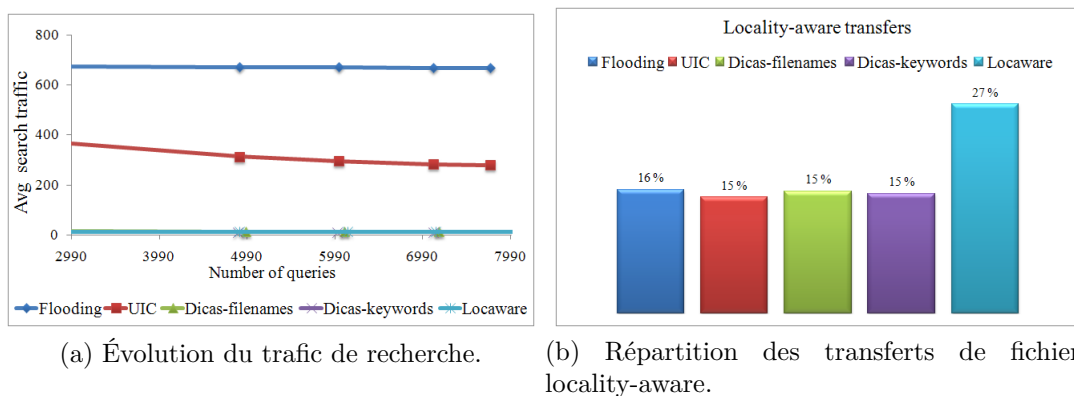 800
600
400
200
0
Avg search traffic
2990 3990 4990 5990 6990 7990
Number of queries
Flooding UIC Dicas-filenames Dicas-keywords Locaware
(a) Évolution du trafic de recherche.
Locality-aware transfers
Flooding UIC Dicas-filenames Dicas-keywords Locaware
16% 15% 15% 15% 27%
(b) Répartition des transferts de fichier
locality-aware.